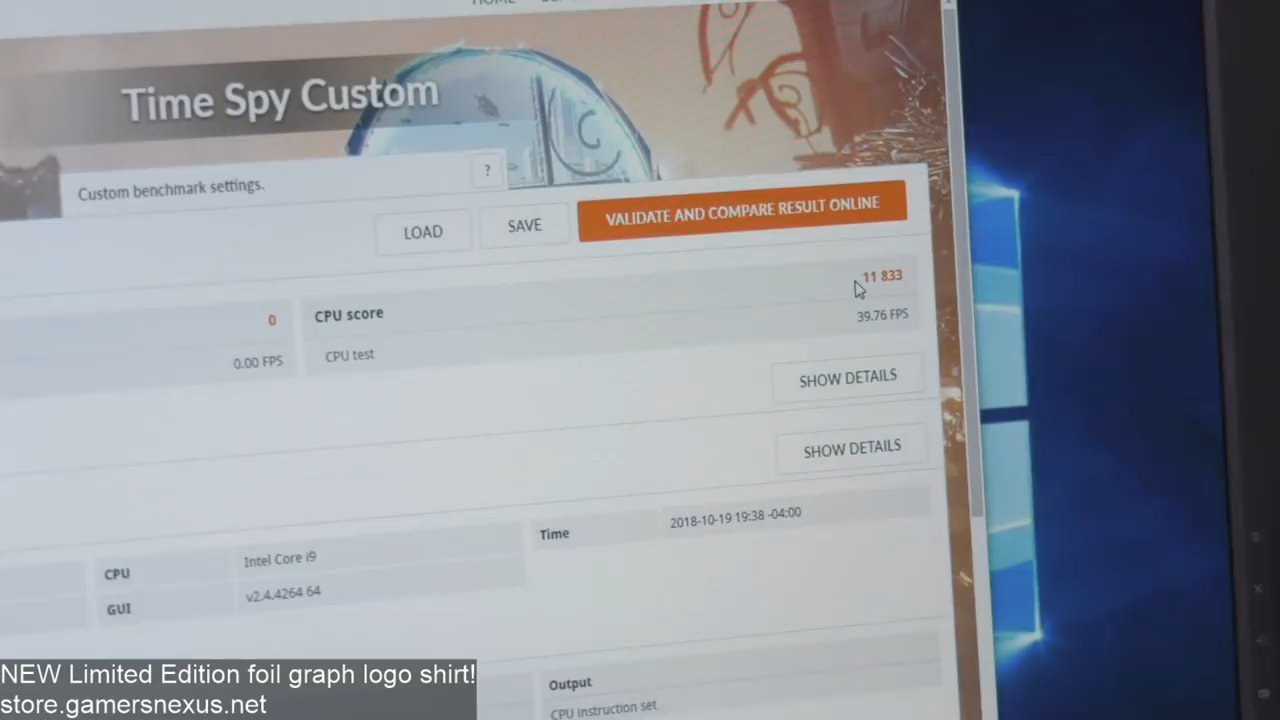 Time Spy Custom
Custom benchmark settings.
?
LOAD
SAVE
VALIDATE AND COMPARE RESULT ONLINE
0
CPU score
11 833
0.00 FPS
CPU test
39.76 FPS
SHOW DETAILS
SHOW DETAILS
CPU
Intel Core i9
Time
2018-10-19 19:38 -04:00
GUI
v2.4.4264 64
Output
CPU instruction set
NEW Limited Edition foil graph logo shirt!
store.gamersnexus.net